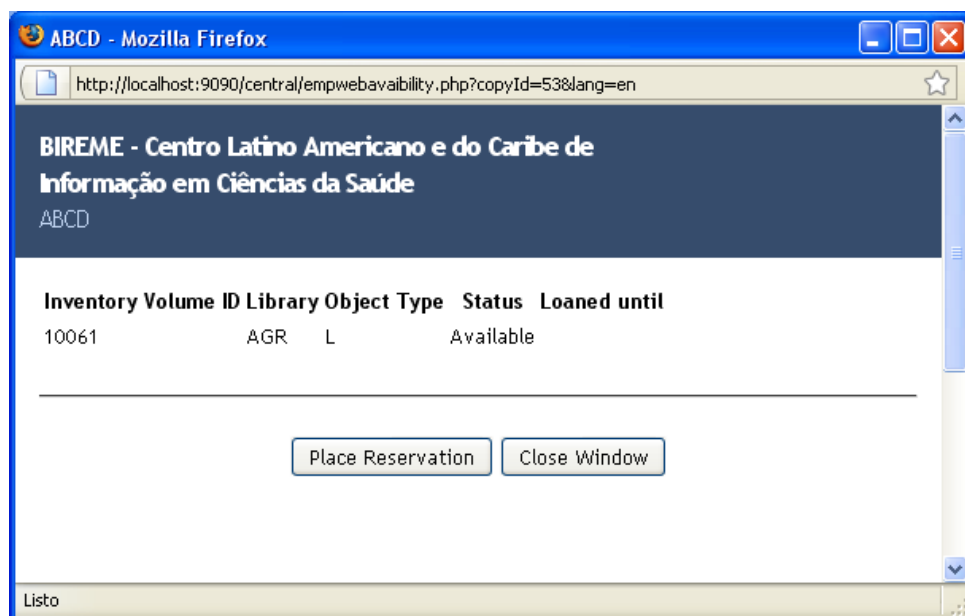 ABCD - Mozilla Firefox
http://localhost:9090/central/empwebavaibility.php?copyId=53&lang=en
BIREME - Centro Latino Americano e do Caribe de
Informação em Ciências da Saúde
ABCD
Inventory Volume ID Library Object Type Status Loaned until
10061 AGR L Available
Place Reservation Close Window
Listo